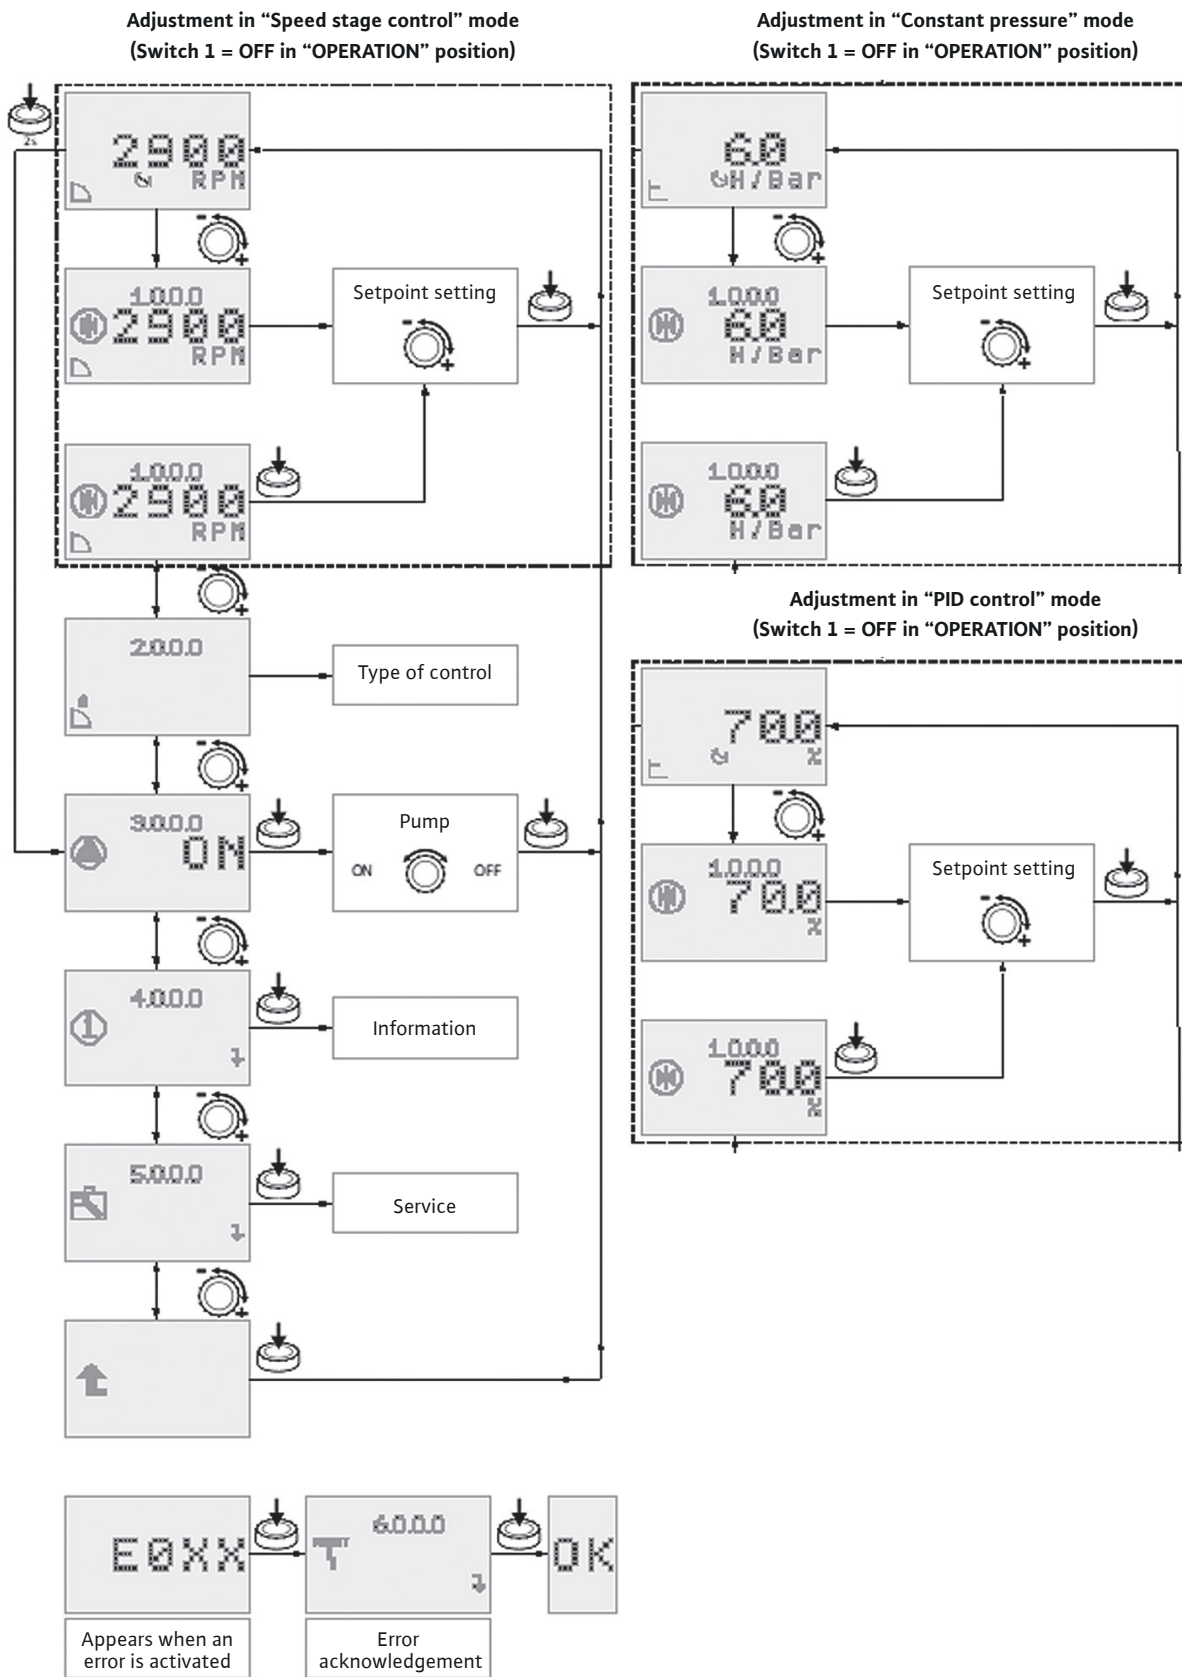 Adjustment in “Speed stage control” mode
(Switch 1 = OFF in “OPERATION” position)
2s
2900
RPM
- +
1.0.0.0
2900
RPM
Setpoint setting
- +
1.0.0.0
2900
RPM
- +
2.0.0.0
Type of control
- +
3.0.0.0
ON
Pump
ON OFF
- +
4.0.0.0
1
Information
- +
5.0.0.0
Service
- +
E0XX
6.0.0.0
RESET
OK
Appears when an
error is activated
Error
acknowledgement
Adjustment in “Constant pressure” mode
(Switch 1 = OFF in “OPERATION” position)
6.0
H/Bar
- +
1.0.0.0
6.0
H/Bar
Setpoint setting
- +
1.0.0.0
6.0
H/Bar
Adjustment in “PID control” mode
(Switch 1 = OFF in “OPERATION” position)
70.0
%
- +
1.0.0.0
70.0
%
Setpoint setting
- +
1.0.0.0
70.0
%